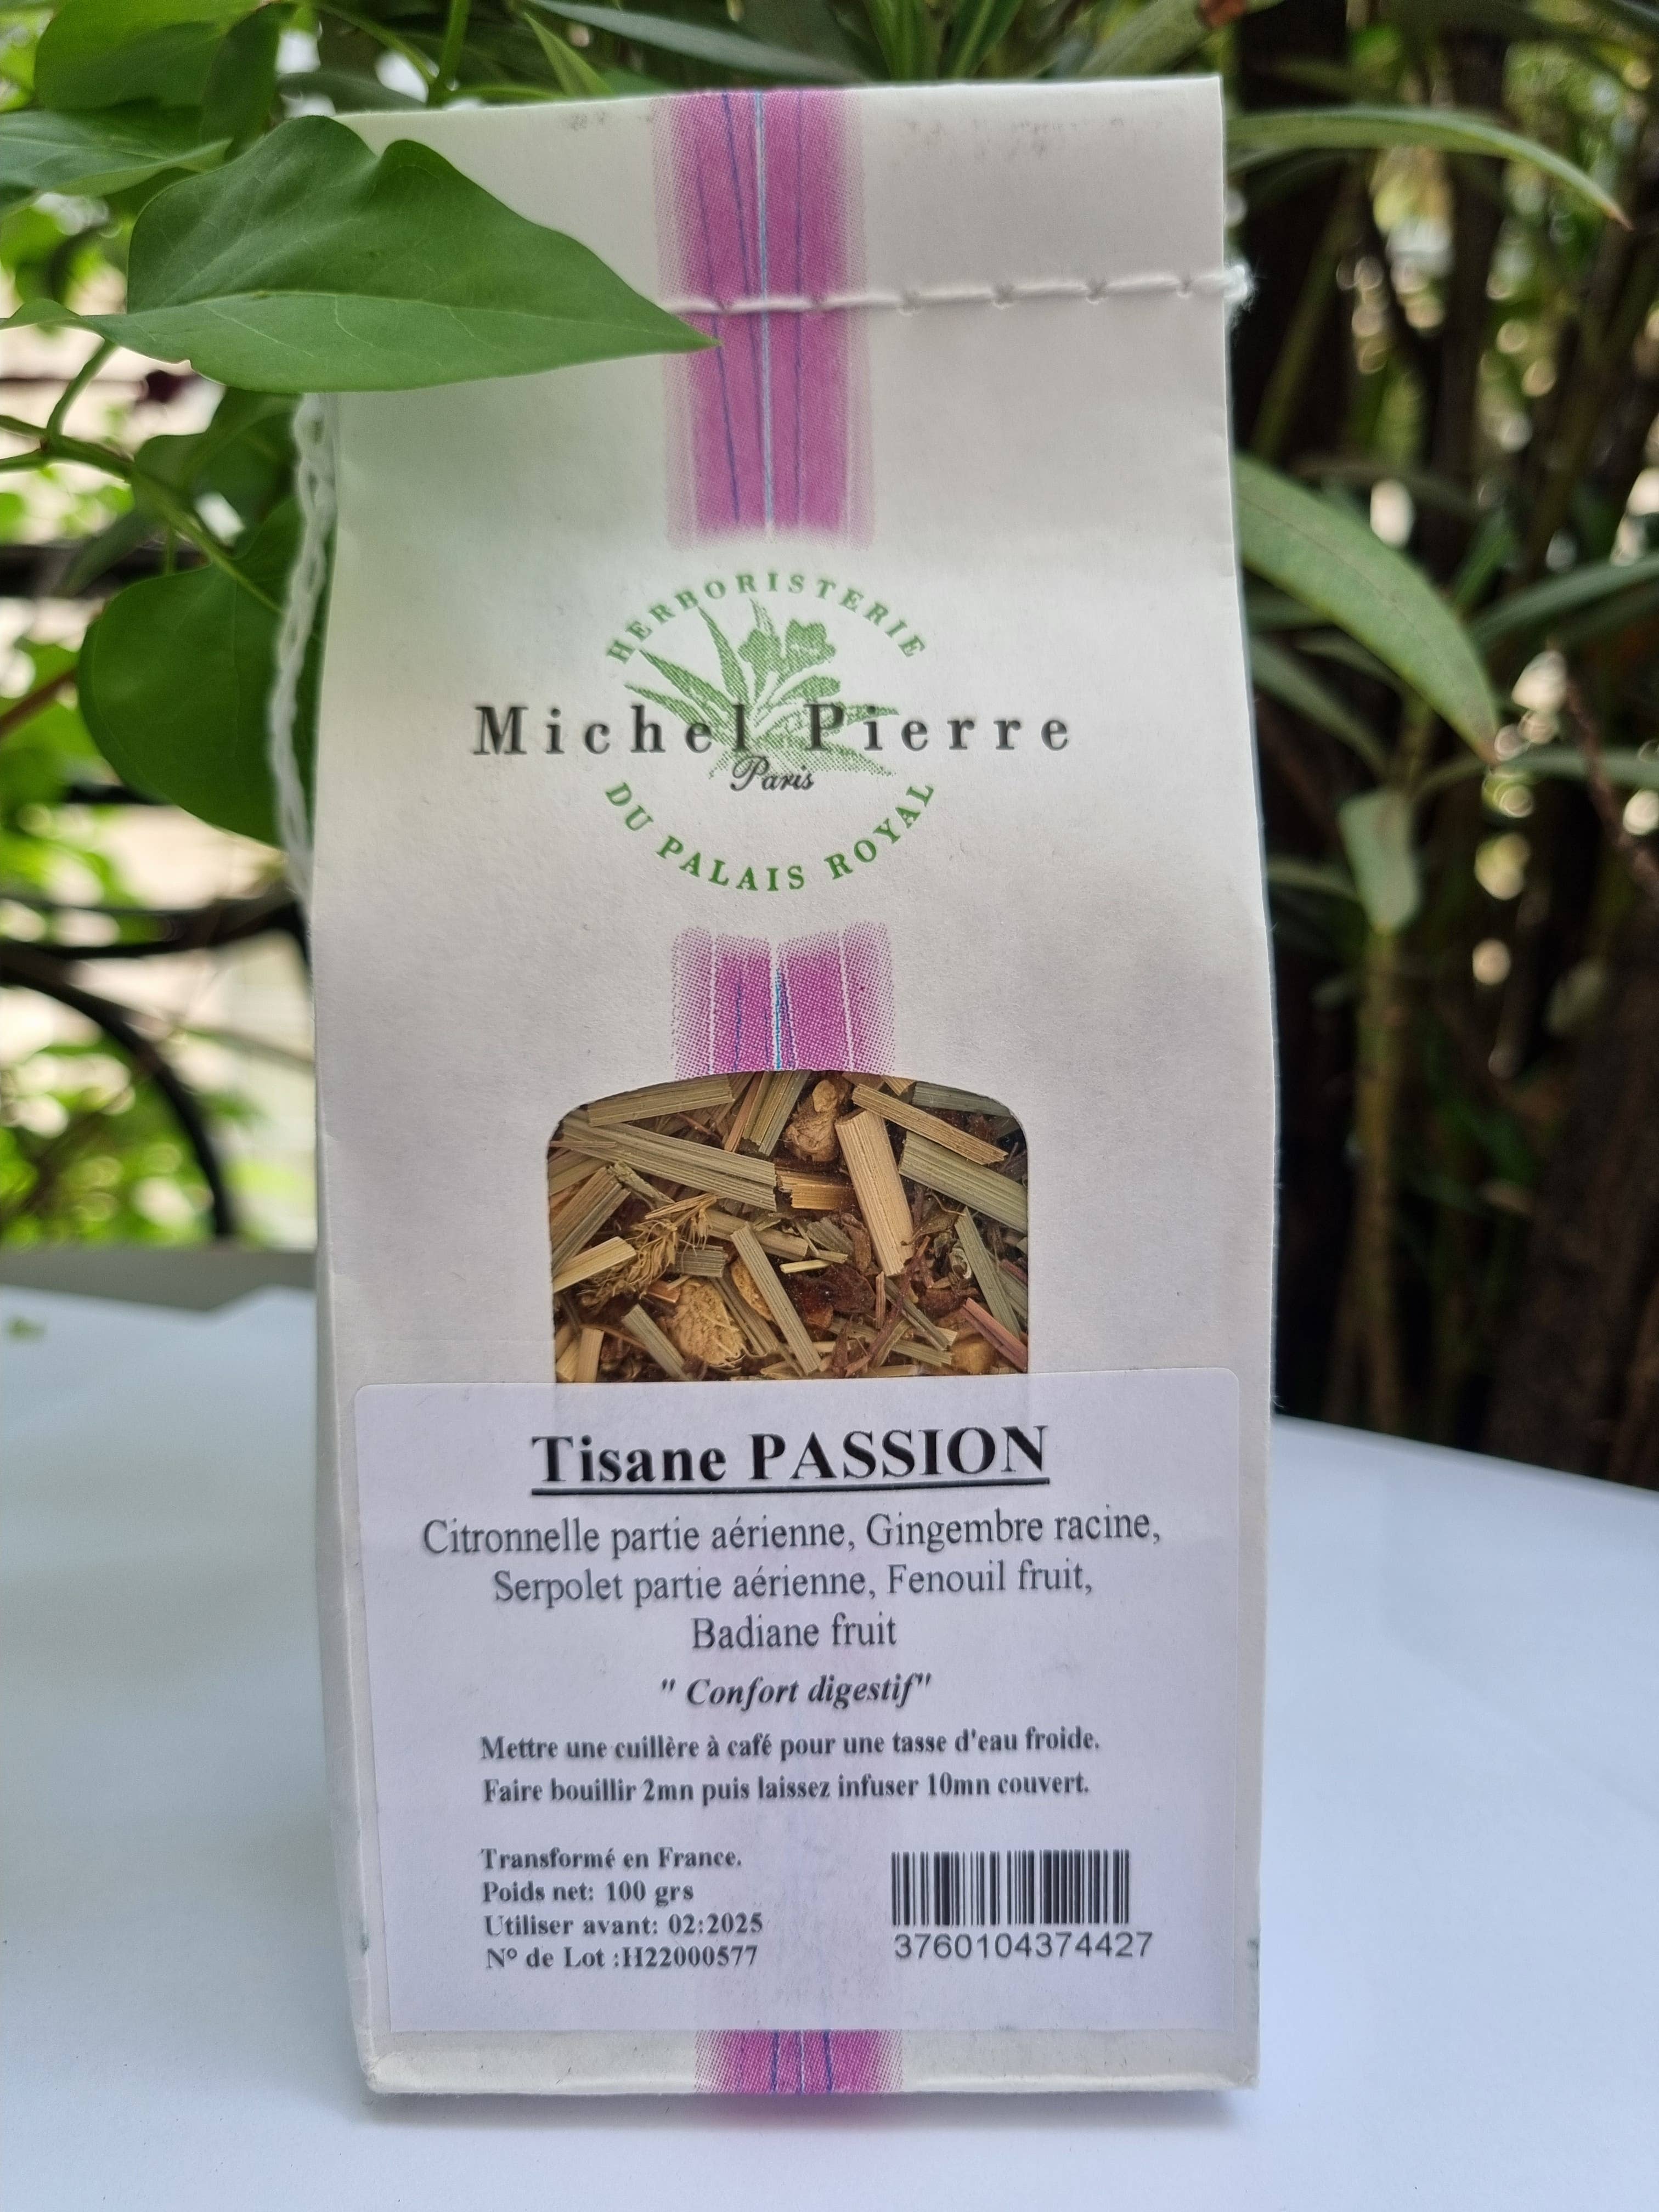 HERBORISTERIE
Michel Pierre
Paris
DU PALAIS ROYAL
Tisane PASSION
Citronnelle partie aérienne, Gingembre racine,
Serpolet partie aérienne, Fenouil fruit,
Badiane fruit
" Confort digestif"
Mettre une cuillère à café pour une tasse d'eau froide.
Faire bouillir 2mn puis laissez infuser 10mn couvert.
Transformé en France.
Poids net: 100 grs
Utiliser avant: 02:2025
N° de Lot :H22000577
3760104374427